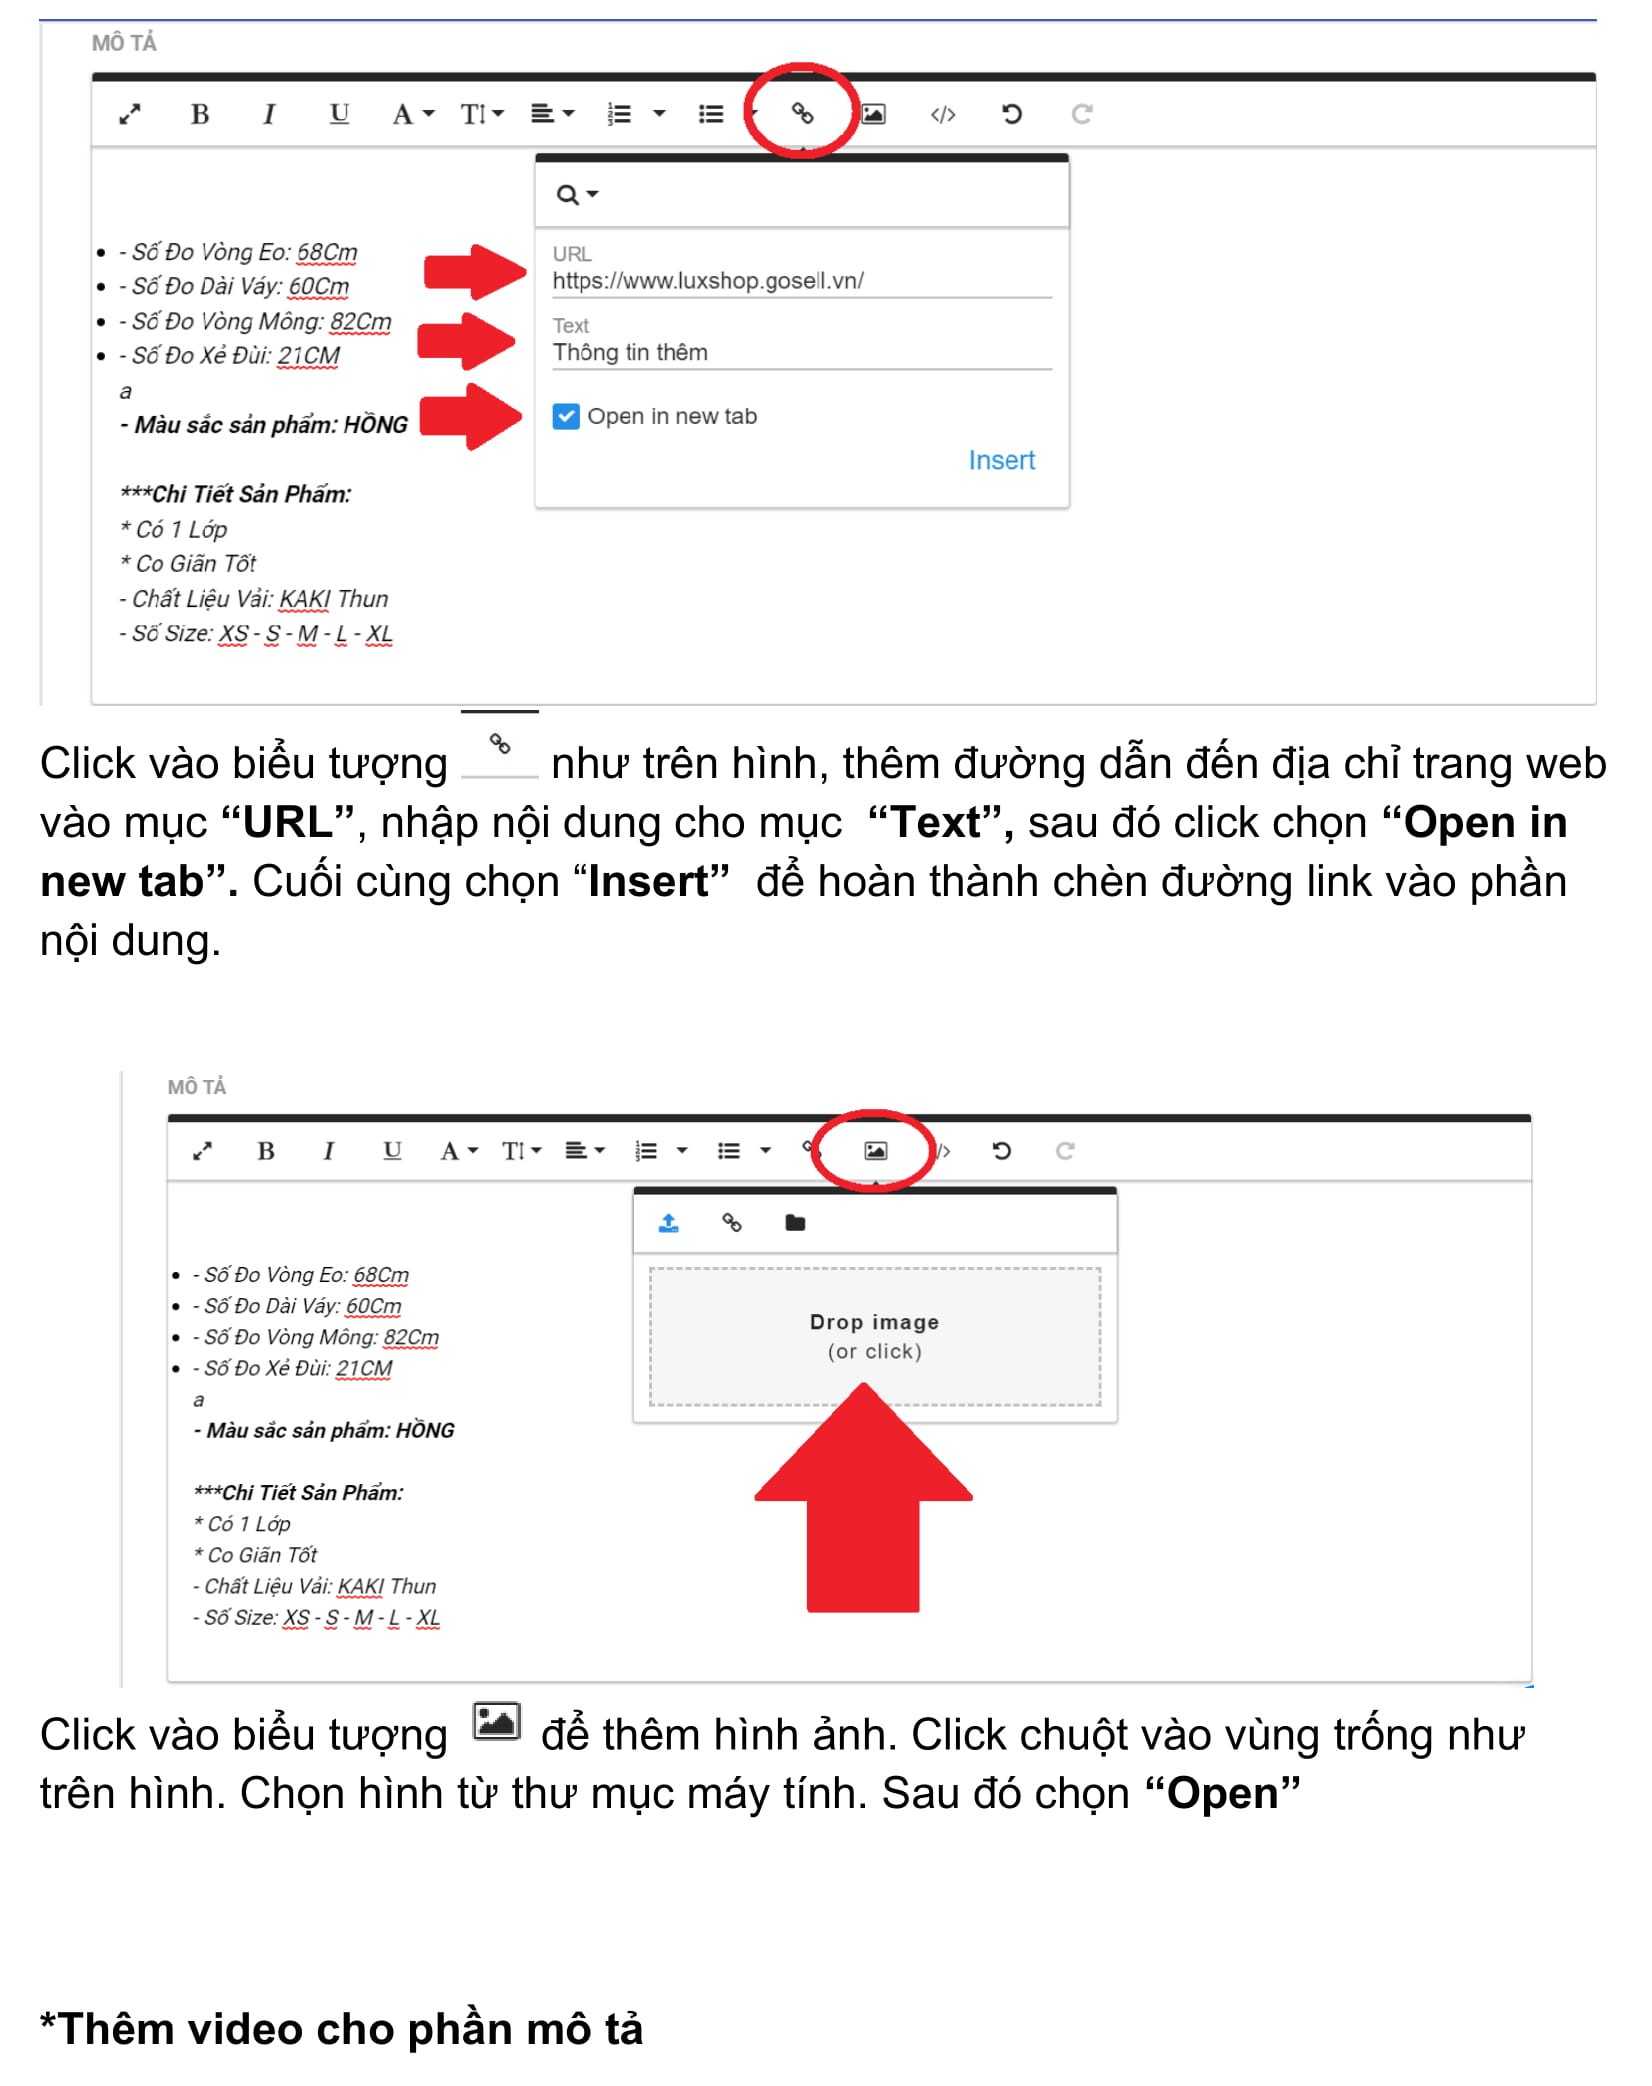 MÔ TẢ
B I U A T
URL
https://www.luxshop.gosell.vn/
Text
Thông tin thêm
Open in new tab
Insert
- Số Đo Vòng Eo: 68Cm
- Số Đo Dài Váy: 60Cm
- Số Đo Vòng Mông: 82Cm
- Số Đo Xẻ Đùi: 21CM
a
- Màu sắc sản phẩm: HỒNG
***Chi Tiết Sản Phẩm:
* Có 1 Lớp
* Co Giãn Tốt
- Chất Liệu Vải: KAKI Thun
- Số Size: XS - S - M - L - XL
Click vào biểu tượng như trên hình, thêm đường dẫn đến địa chỉ trang web
vào mục “URL”, nhập nội dung cho mục “Text”, sau đó click chọn “Open in
new tab”. Cuối cùng chọn “Insert” để hoàn thành chèn đường link vào phần
nội dung.
MÔ TẢ
B I U A T
Drop image
(or click)
- Số Đo Vòng Eo: 68Cm
- Số Đo Dài Váy: 60Cm
- Số Đo Vòng Mông: 82Cm
- Số Đo Xẻ Đùi: 21CM
a
- Màu sắc sản phẩm: HỒNG
***Chi Tiết Sản Phẩm:
* Có 1 Lớp
* Co Giãn Tốt
- Chất Liệu Vải: KAKI Thun
- Số Size: XS - S - M - L - XL
Click vào biểu tượng để thêm hình ảnh. Click chuột vào vùng trống như
trên hình. Chọn hình từ thư mục máy tính. Sau đó chọn “Open”
*Thêm video cho phần mô tả